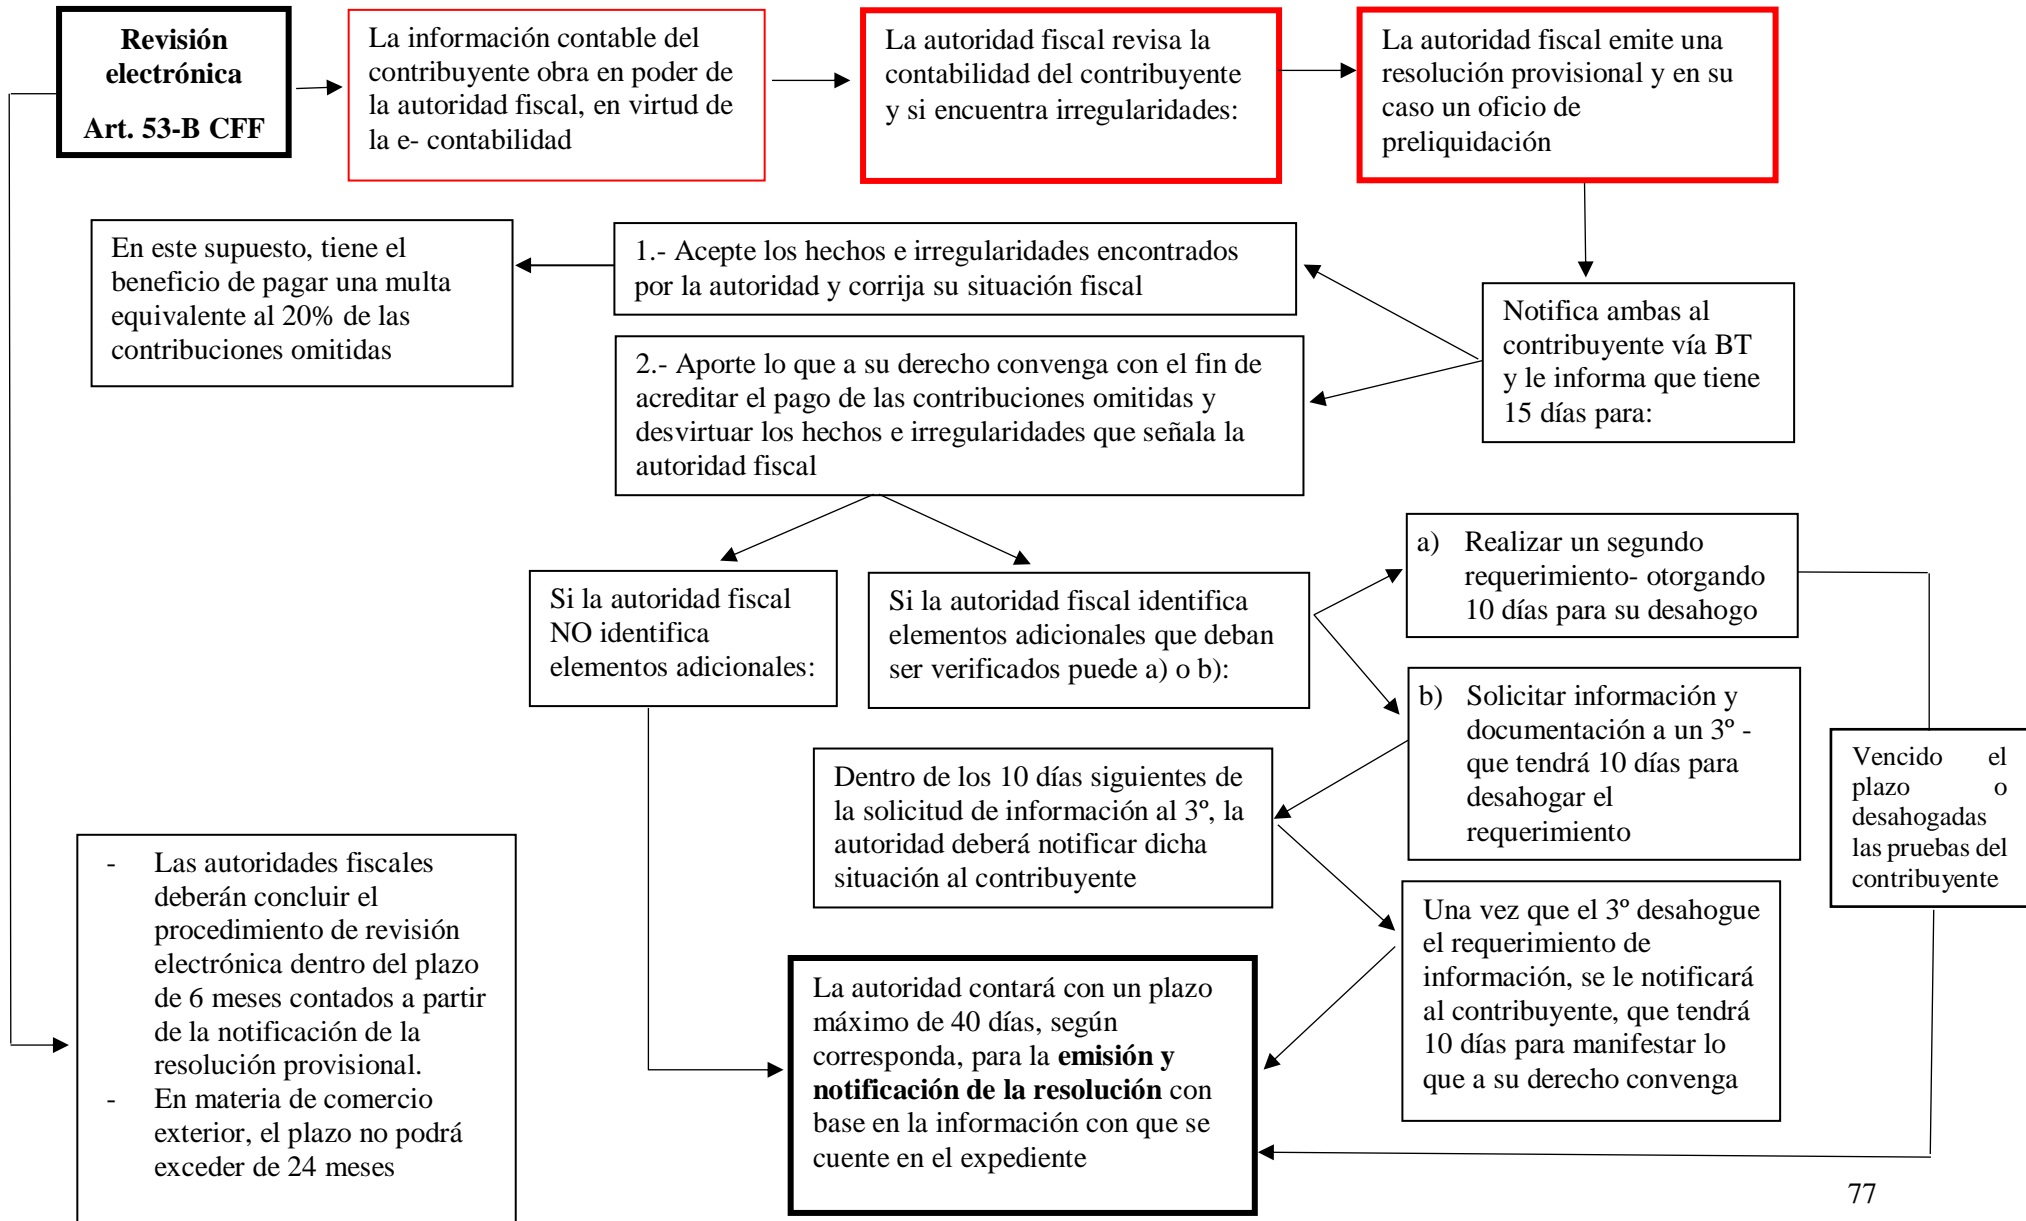 Revisión
electrónica
Art. 53-B CFF
La información contable del
contribuyente obra en poder de
la autoridad fiscal, en virtud de
la e- contabilidad
La autoridad fiscal revisa la
contabilidad del contribuyente
y si encuentra irregularidades:
La autoridad fiscal emite una
resolución provisional y en su
caso un oficio de
preliquidación
En este supuesto, tiene el
beneficio de pagar una multa
equivalente al 20% de las
contribuciones omitidas
1.- Acepte los hechos e irregularidades encontrados
por la autoridad y corrija su situación fiscal
Notifica ambas al
contribuyente vía BT
y le informa que tiene
15 días para:
2.- Aporte lo que a su derecho convenga con el fin de
acreditar el pago de las contribuciones omitidas y
desvirtuar los hechos e irregularidades que señala la
autoridad fiscal
Si la autoridad fiscal
NO identifica
elementos adicionales:
Si la autoridad fiscal identifica
elementos adicionales que deban
ser verificados puede a) o b):
a) Realizar un segundo
requerimiento- otorgando
10 días para su desahogo
b) Solicitar información y
documentación a un 3º -
que tendrá 10 días para
desahogar el
requerimiento
Vencido el
plazo o
desahogadas
las pruebas del
contribuyente
Dentro de los 10 días siguientes de
la solicitud de información al 3º, la
autoridad deberá notificar dicha
situación al contribuyente
Una vez que el 3º desahogue
el requerimiento de
información, se le notificará
al contribuyente, que tendrá
10 días para manifestar lo
que a su derecho convenga
- Las autoridades fiscales
deberán concluir el
procedimiento de revisión
electrónica dentro del plazo
de 6 meses contados a partir
de la notificación de la
resolución provisional.
- En materia de comercio
exterior, el plazo no podrá
exceder de 24 meses
La autoridad contará con un plazo
máximo de 40 días, según
corresponda, para la emisión y
notificación de la resolución con
base en la información con que se
cuente en el expediente
77